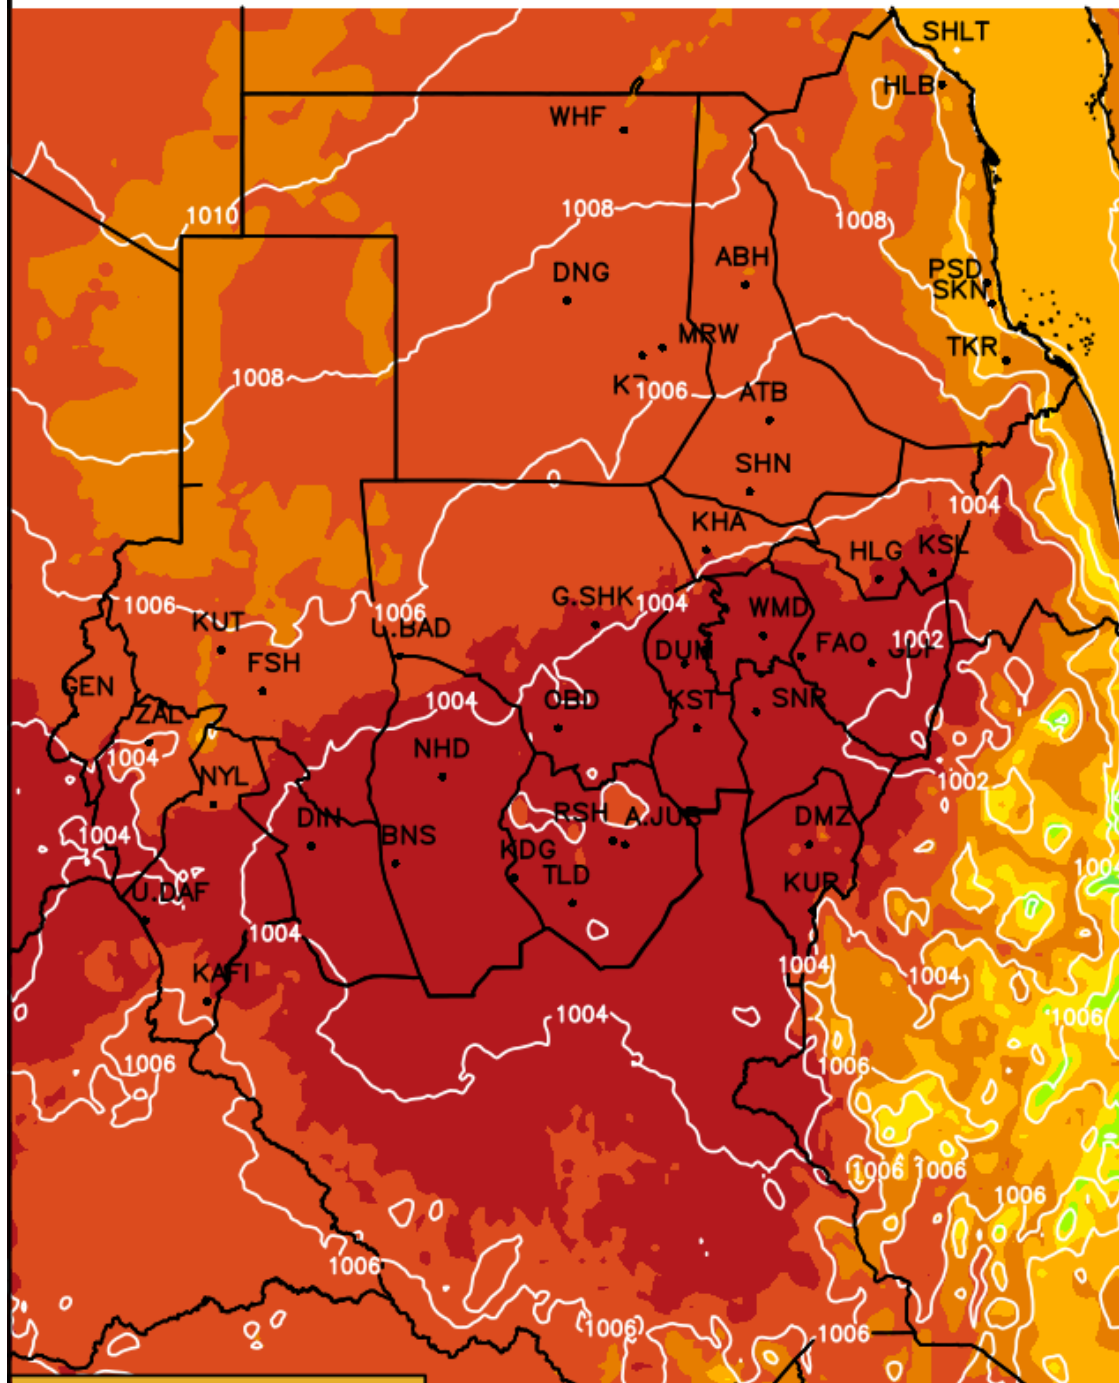 SHLT
HLB
WHF
1010
1008
1008
ABH
DNG
PSD
SKN
MRW
TKR
1008
1006
ATB
SHN
1004
KHA
HLG
KSL
1006
1006
G.SHK
1004
WMD
KUT
U.BAD
FAO
1002
DUM
FSH
GEN
1004
OBD
KST
SNR
ZAL
1004
NHD
NYL
1002
DIN
RSH
A.JUB
DMZ
1004
BNS
KDG
TLD
KUR
1004
U.DAF
1004
KAFI
1004
1004
1004
1006
1006
1006
1006
1006
1006
1006
1006
1006